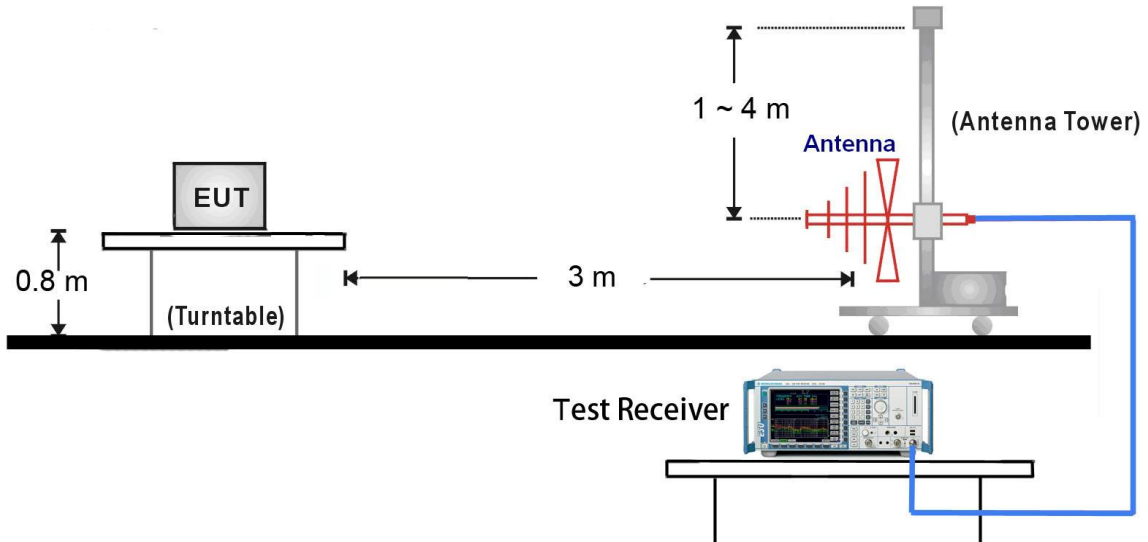 1 ~ 4 m
(Antenna Tower)
Antenna
EUT
0.8 m
3 m
(Turntable)
Test Receiver